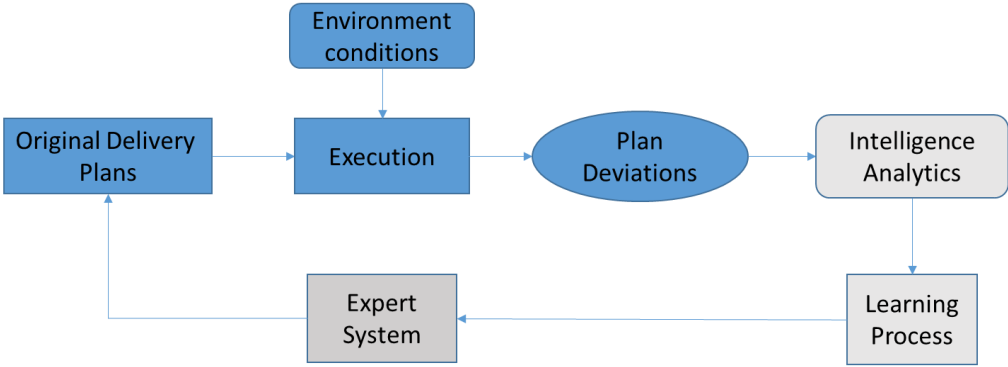 Environment
conditions
Original Delivery
Plans
Execution
Plan
Deviations
Intelligence
Analytics
Expert
System
Learning
Process